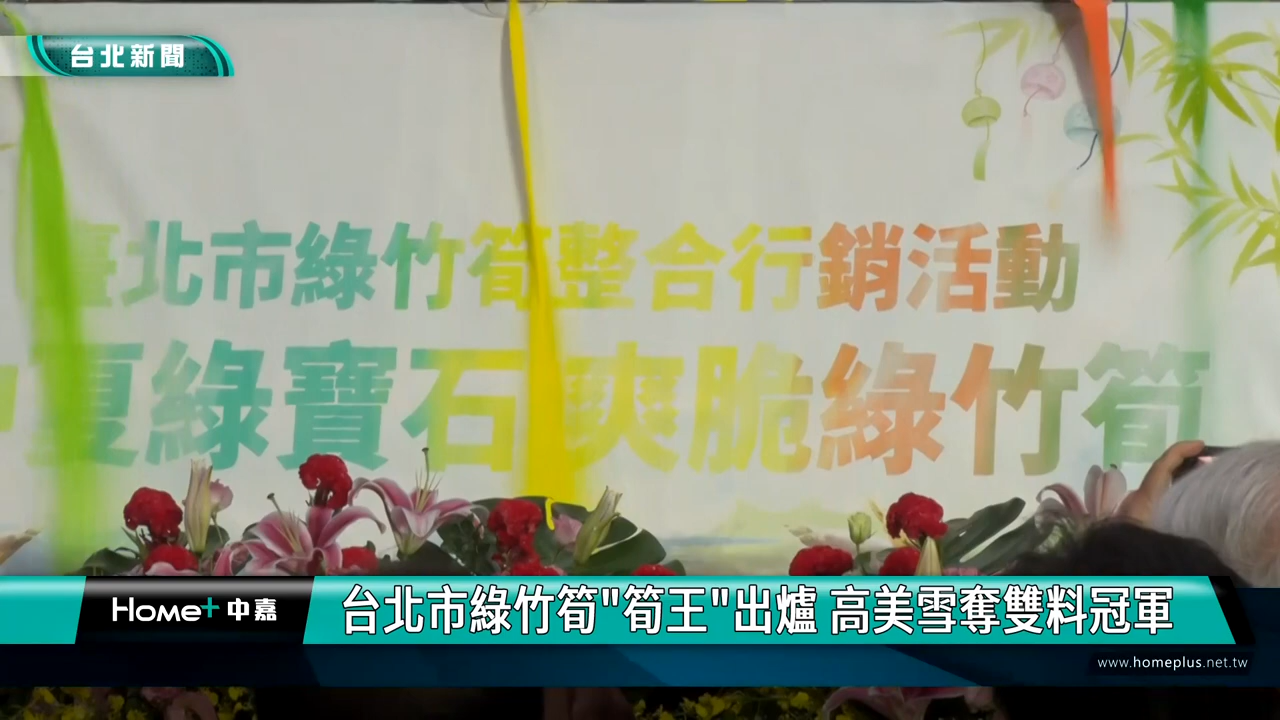 台北新聞
臺北市綠竹筍整合行銷活動
夏綠寶石 爽脆綠竹筍
Home+ 中嘉
台北市綠竹筍"筍王"出爐 高美雪奪雙料冠軍
www.homeplus.net.tw